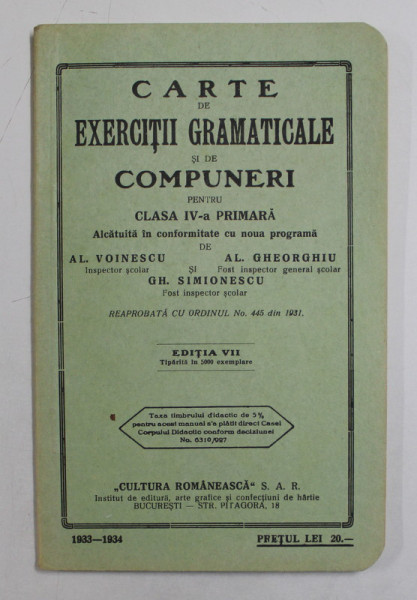 CARTE
DE
EXERCIȚII GRAMATICALE
ȘI DE
COMPUNERI
PENTRU
CLASA IV-a PRIMARĂ
Alcătuită în conformitate cu noua programă
DE
AL. VOINESCU AL. GHEORGHIU
Inspector școlar ȘI Fost inspector general școlar
GH. SIMIONESCU
Fost inspector școlar
REAPROBATĂ CU ORDINUL No. 445 din 1931.
EDIȚIA VII
Tipărită în 5000 exemplare
Taxa timbrului didactic de 5%
pentru acest manual s'a plătit direct Casei
Corpului Didactic conform deciziunei
No. 6310/927
„CULTURA ROMÂNEASCĂ" S. A. R.
Institut de editură, arte grafice și confecțiuni de hârtie
BUCUREȘTI — STR. PITAGORA, 18
1933—1934 PREȚUL LEI 20.—